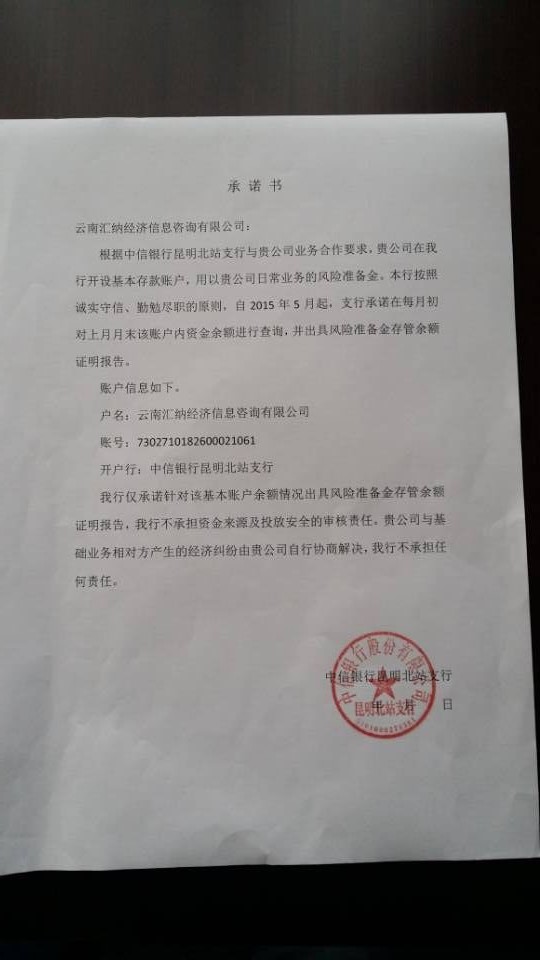 承诺书
云南汇纳经济信息咨询有限公司：
根据中信银行昆明北站支行与贵公司业务合作要求，贵公司在我
行开设基本存款账户，用以贵公司日常业务的风险准备金。本行按照
诚实守信、勤勉尽职的原则，自 2015 年 5 月起，支行承诺在每月初
对上月月末该账户内资金余额进行查询，并出具风险准备金存管余额
证明报告。
账户信息如下。
户名：云南汇纳经济信息咨询有限公司
账号：7302710182600021061
开户行：中信银行昆明北站支行
我行仅承诺针对该基本账户余额情况出具风险准备金存管余额
证明报告，我行不承担资金来源及投放安全的审核责任。贵公司与基
础业务相对方产生的经济纠纷由贵公司自行协商解决，我行不承担任
何责任。
中信银行昆明北站支行
年 月 日
中信银行股份有限公司
昆明北站支行